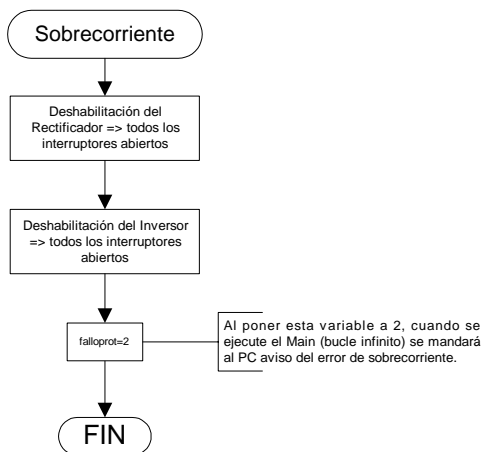 Sobrecorriente
Deshabilitación del
Rectificador => todos los
interruptores abiertos
Deshabilitación del Inversor
=> todos los interruptores
abiertos
falloprot=2
Al poner esta variable a 2, cuando se
ejecute el Main (bucle infinito) se mandará
al PC aviso del error de sobrecorriente.
FIN